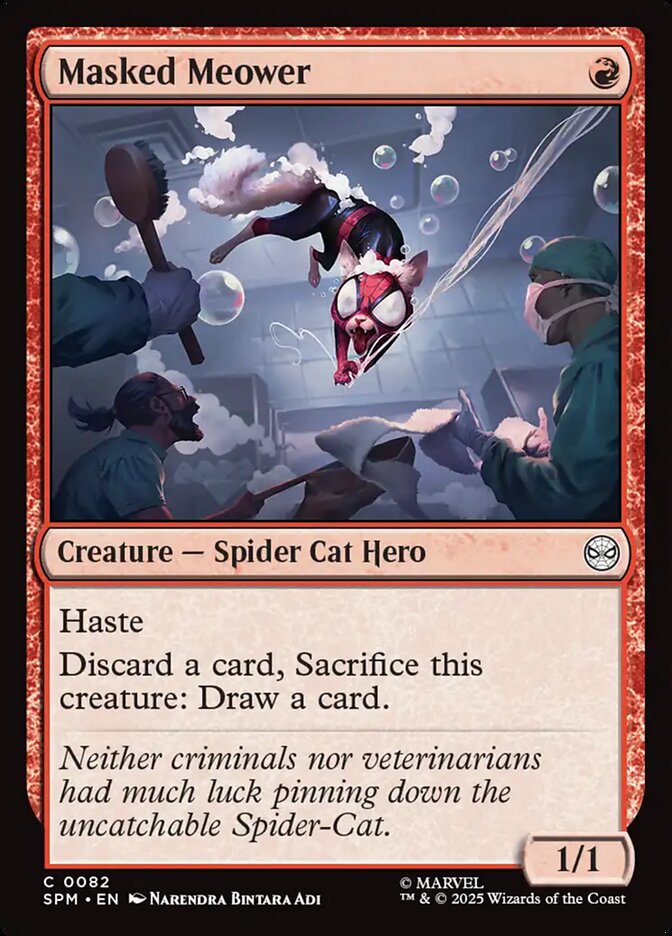 Masked Meower
Creature — Spider Cat Hero
Haste
Discard a card, Sacrifice this
creature: Draw a card.
Neither criminals nor veterinarians
had much luck pinning down the
uncatchable Spider-Cat.
1/1
C 0082
SPM • EN Narendra Bintara Adi
© MARVEL
™ & © 2025 Wizards of the Coast